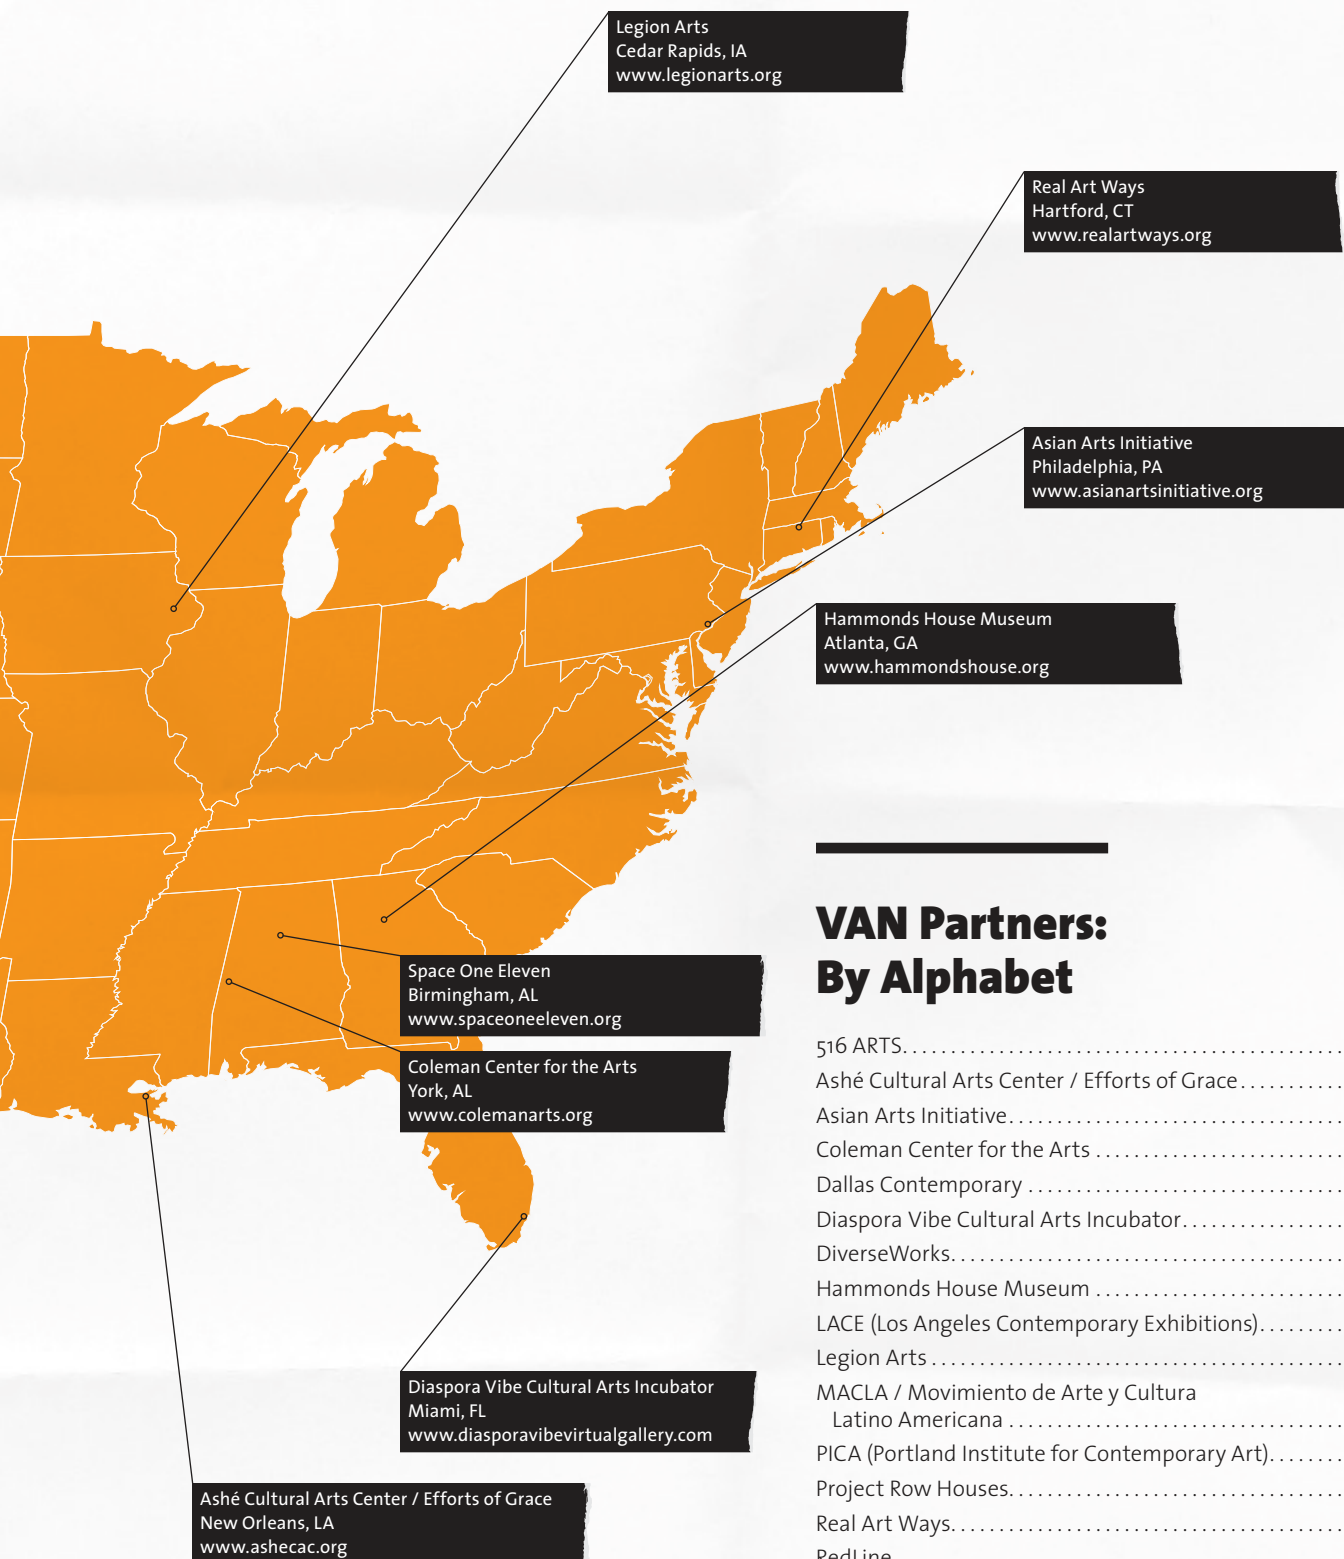 Legion Arts
Cedar Rapids, IA
www.legionarts.org
Real Art Ways
Hartford, CT
www.realartways.org
Asian Arts Initiative
Philadelphia, PA
www.asianartsinitiative.org
Hammonds House Museum
Atlanta, GA
www.hammondshouse.org
Space One Eleven
Birmingham, AL
www.spaceoneeleven.org
Coleman Center for the Arts
York, AL
www.colemanarts.org
Diaspora Vibe Cultural Arts Incubator
Miami, FL
www.diasporavibevirtualgallery.com
Ashé Cultural Arts Center / Efforts of Grace
New Orleans, LA
www.ashecac.org
VAN Partners:
By Alphabet
516 ARTS
Ashé Cultural Arts Center / Efforts of Grace
Asian Arts Initiative
Coleman Center for the Arts
Dallas Contemporary
Diaspora Vibe Cultural Arts Incubator
DiverseWorks
Hammonds House Museum
LACE (Los Angeles Contemporary Exhibitions)
Legion Arts
MACLA / Movimiento de Arte y Cultura
Latino Americana
PICA (Portland Institute for Contemporary Art)
Project Row Houses
Real Art Ways
RedLine